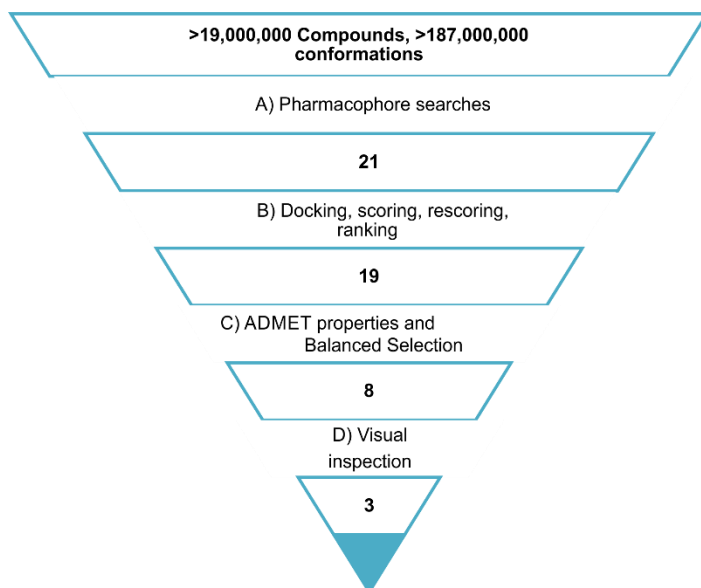 >19,000,000 Compounds, >187,000,000
conformations
A) Pharmacophore searches
21
B) Docking, scoring, rescoring,
ranking
19
C) ADMET properties and
Balanced Selection
8
D) Visual
inspection
3